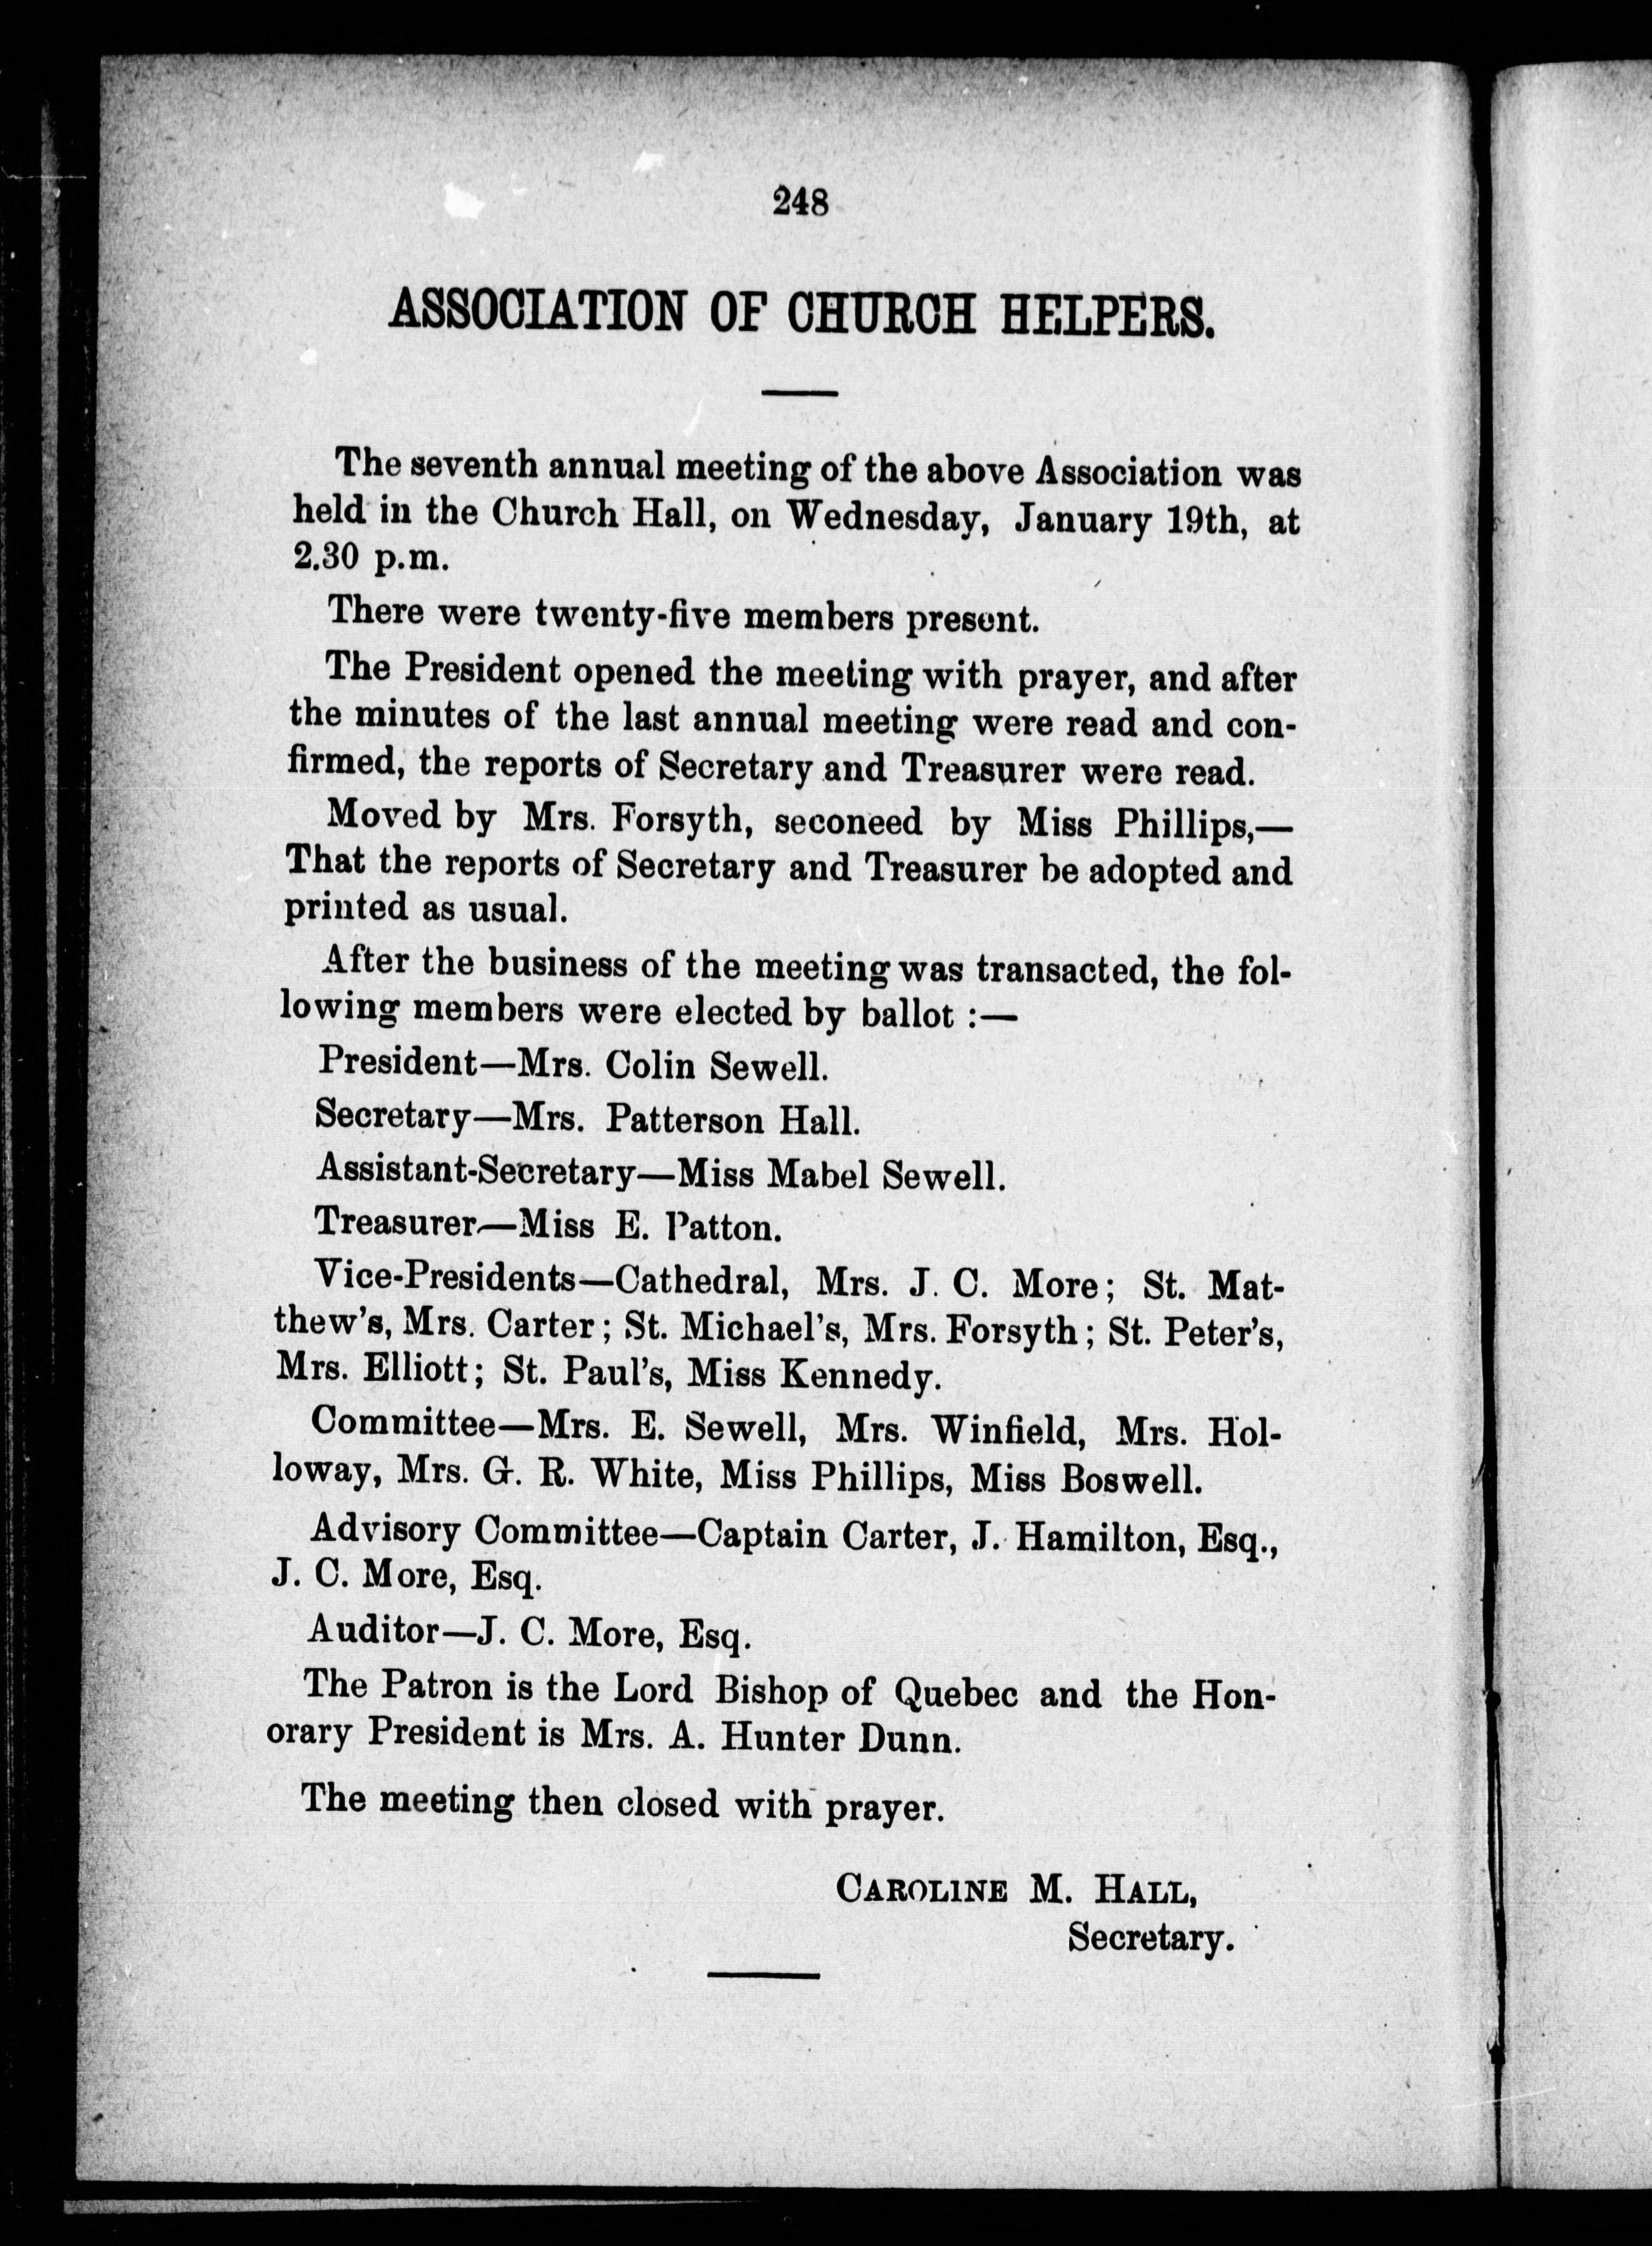 248
ASSOCIATION OF CHURCH HELPERS.
The seventh annual meeting of the above Association was
held in the Church Hall, on Wednesday, January 19th, at
2.30 p.m.
There were twenty-five members present.
The President opened the meeting with prayer, and after
the minutes of the last annual meeting were read and con-
firmed, the reports of Secretary and Treasurer were read.
Moved by Mrs. Forsyth, seconeed by Miss Phillips,—
That the reports of Secretary and Treasurer be adopted and
printed as usual.
After the business of the meeting was transacted, the fol-
lowing members were elected by ballot :—
President—Mrs. Colin Sewell.
Secretary—Mrs. Patterson Hall.
Assistant-Secretary—Miss Mabel Sewell.
Treasurer—Miss E. Patton.
Vice-Presidents—Cathedral, Mrs. J. C. More; St. Mat-
thew's, Mrs. Carter; St. Michael's, Mrs. Forsyth; St. Peter's,
Mrs. Elliott; St. Paul's, Miss Kennedy.
Committee—Mrs. E. Sewell, Mrs. Winfield, Mrs. Hol-
loway, Mrs. G. R. White, Miss Phillips, Miss Boswell.
Advisory Committee—Captain Carter, J. Hamilton, Esq.,
J. C. More, Esq.
Auditor—J. C. More, Esq.
The Patron is the Lord Bishop of Quebec and the Hon-
orary President is Mrs. A. Hunter Dunn.
The meeting then closed with prayer.
CAROLINE M. HALL,
Secretary.